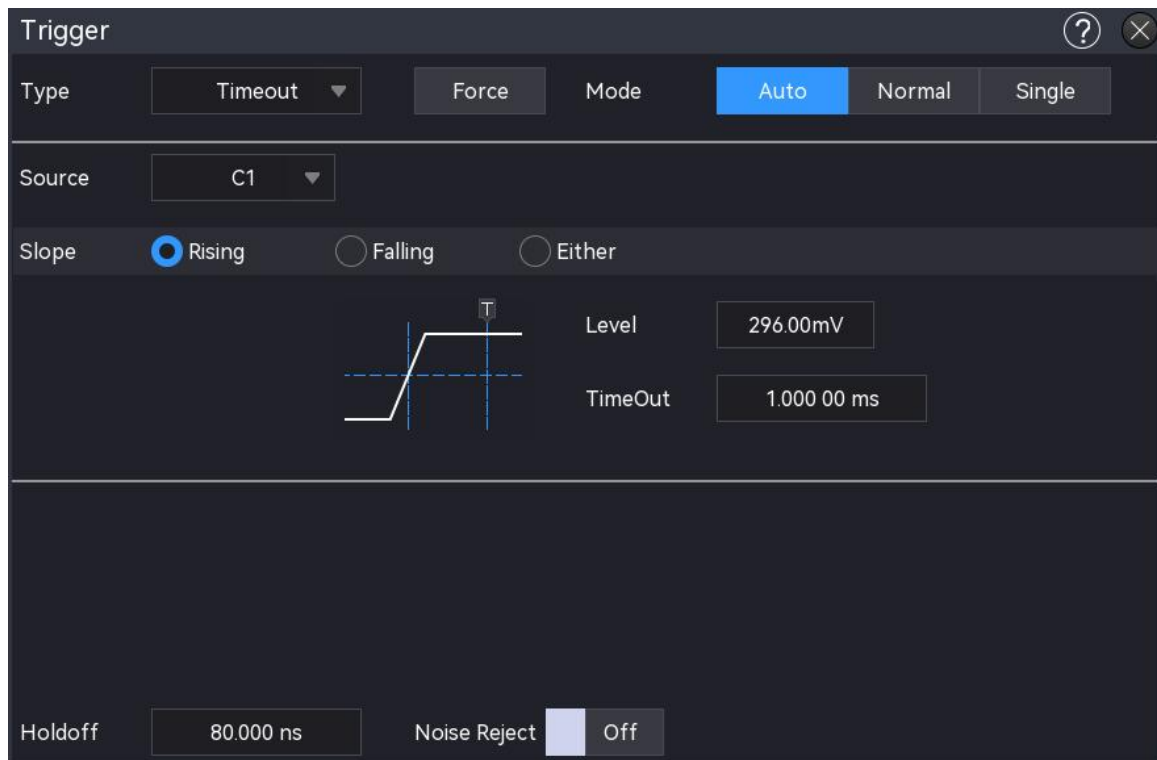 Trigger ?
Type Timeout Force Mode Auto Normal Single
Source C1
Slope Rising Falling Either
T
Level 296.00mV
TimeOut 1.000 00 ms
Holdoff 80.000 ns Noise Reject Off